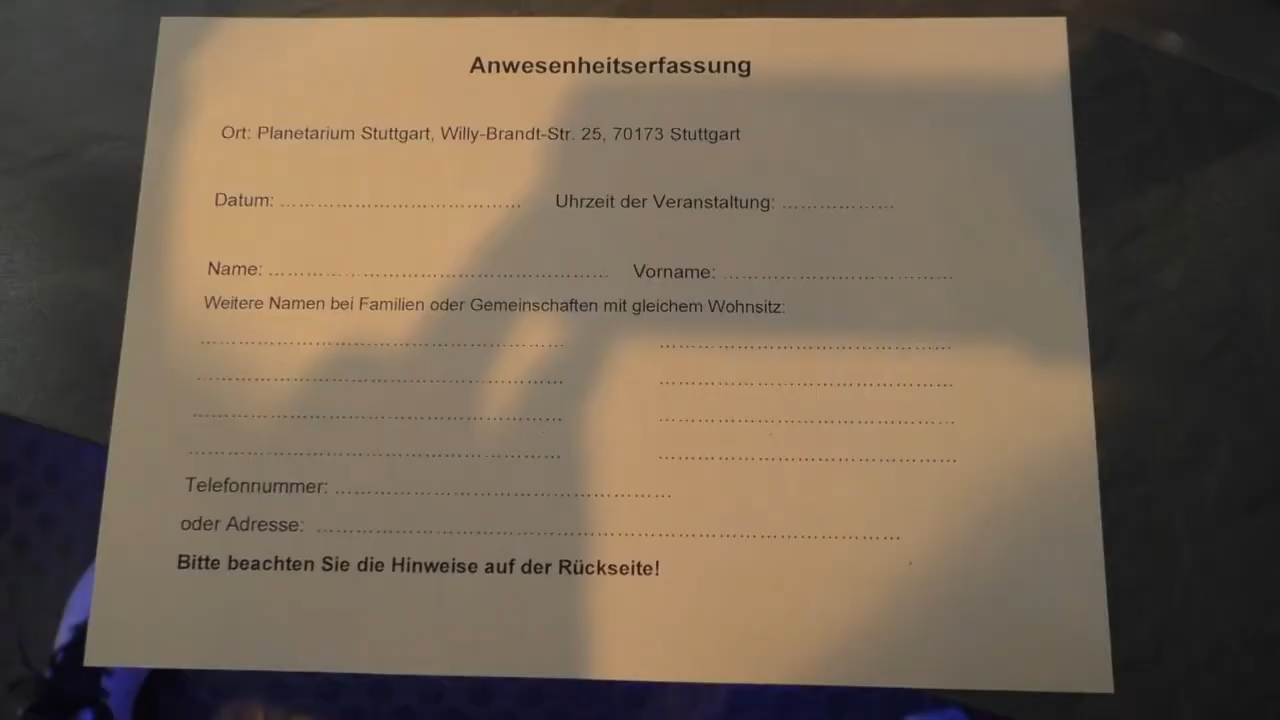 Anwesenheitserfassung
Ort: Planetarium Stuttgart, Willy-Brandt-Str. 25, 70173 Stuttgart
Datum: ........................................ Uhrzeit der Veranstaltung: ...................
Name: ........................................................ Vorname: ......................................
Weitere Namen bei Familien oder Gemeinschaften mit gleichem Wohnsitz:
Telefonnummer: ........................................................
oder Adresse: ................................................................................................
Bitte beachten Sie die Hinweise auf der Rückseite!